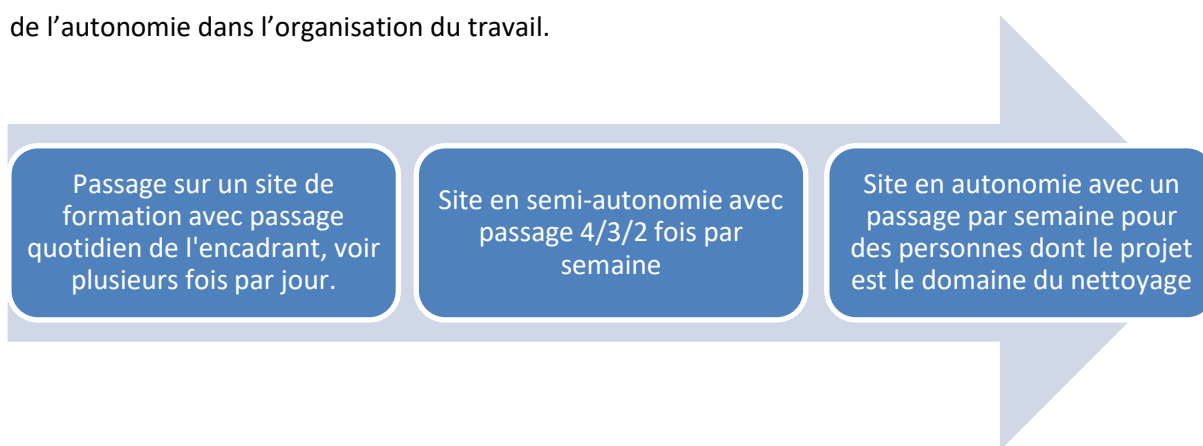 de l’autonomie dans l’organisation du travail.
Passage sur un site de
formation avec passage
quotidien de l'encadrant, voir
plusieurs fois par jour.
Site en semi-autonomie avec
passage 4/3/2 fois par
semaine
Site en autonomie avec un
passage par semaine pour
des personnes dont le projet
est le domaine du nettoyage